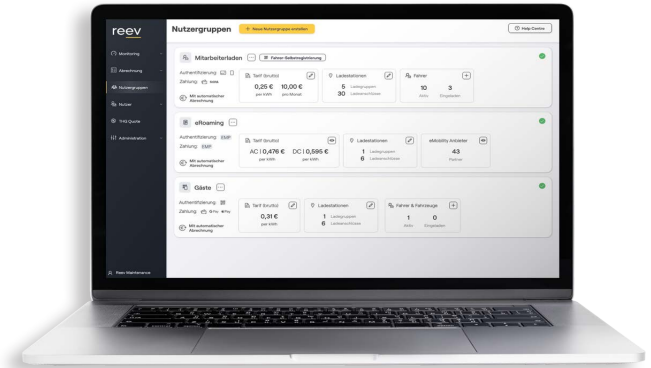 reev
Nutzergruppen
Neue Nutzergruppe erstellen
Help Centre
Monitoring
Abrechnung
Nutzergruppen
Nutzer
THG Quote
Administration
Reev Maintenance
Mitarbeiterladen
Fahrer-Selbstregistrierung
Authentifizierung
Zahlung
Mit automatischer
Abrechnung
Tarif (brutto)
0,25 € 10,00 €
per kWh pro Monat
Ladestationen
5 Ladegruppen
30 Ladeanschlüsse
Fahrer
10 3
Aktiv Eingeladen
eRoaming
Authentifizierung EMP
Zahlung EMP
Mit automatischer
Abrechnung
Tarif (brutto)
AC | 0,476 € DC | 0,595 €
per kWh per kWh
Ladestationen
1 Ladegruppen
6 Ladeanschlüsse
eMobility Anbieter
43
Partner
Gäste
Authentifizierung
Zahlung G Pay Pay
Mit automatischer
Abrechnung
Tarif (brutto)
0,31 €
per kWh
Ladestationen
1 Ladegruppen
6 Ladeanschlüsse
Fahrer & Fahrzeuge
1 0
Aktiv Eingeladen